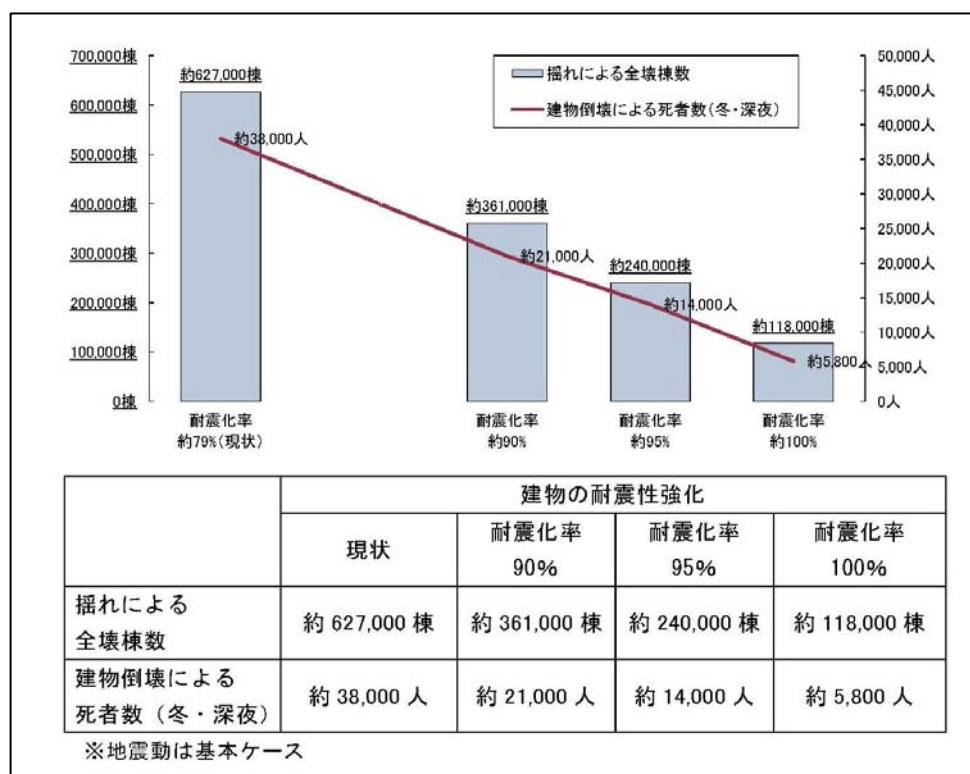 700,000棟
600,000棟
500,000棟
400,000棟
300,000棟
200,000棟
100,000棟
0棟
約627,000棟
約38,000人
約361,000棟
約21,000人
約240,000棟
約14,000人
約118,000棟
約5,800人
揺れによる全壊棟数
建物倒壊による死者数(冬・深夜)
50,000人
45,000人
40,000人
35,000人
30,000人
25,000人
20,000人
15,000人
10,000人
5,000人
0人
耐震化率
約79%(現状)
耐震化率
約90%
耐震化率
約95%
耐震化率
約100%
建物の耐震性強化
現状
耐震化率
90%
耐震化率
95%
耐震化率
100%
揺れによる
全壊棟数
約 627,000 棟
約 361,000 棟
約 240,000 棟
約 118,000 棟
建物倒壊による
死者数（冬・深夜）
約 38,000 人
約 21,000 人
約 14,000 人
約 5,800 人
※地震動は基本ケース